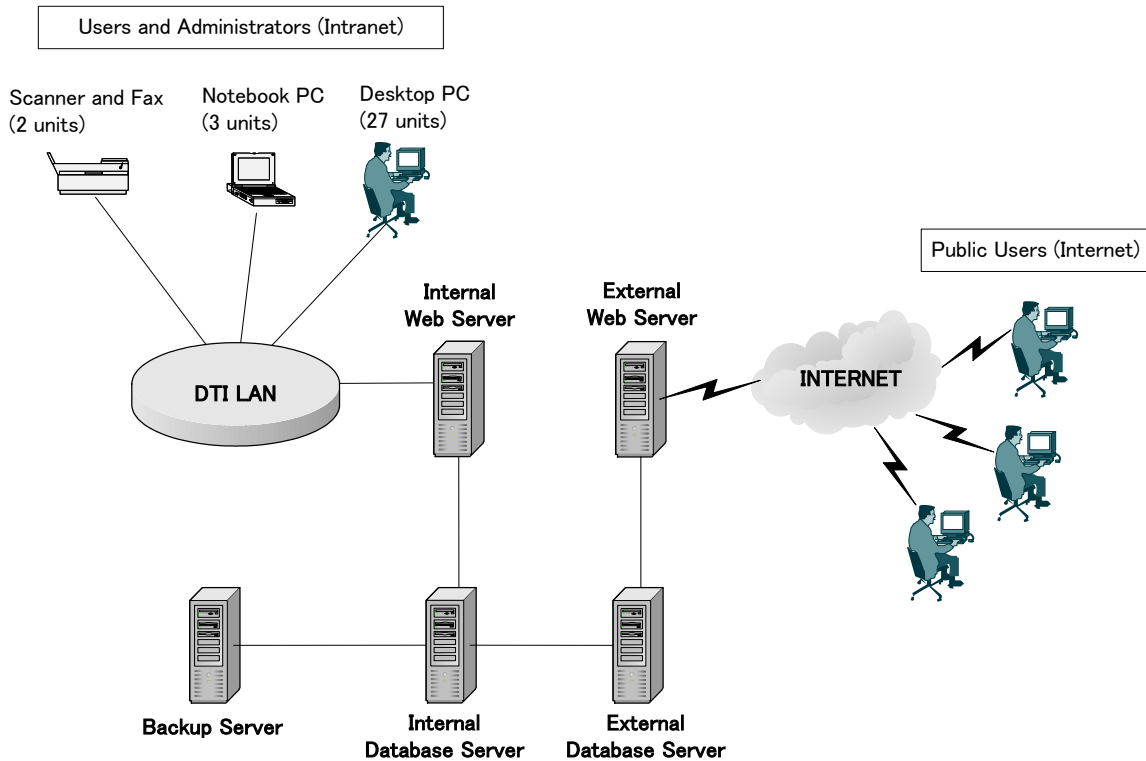 Users and Administrators (Intranet)
Scanner and Fax
(2 units)
Notebook PC
(3 units)
Desktop PC
(27 units)
Public Users (Internet)
Internal
Web Server
External
Web Server
DTI LAN
INTERNET
Backup Server
Internal
Database Server
External
Database Server